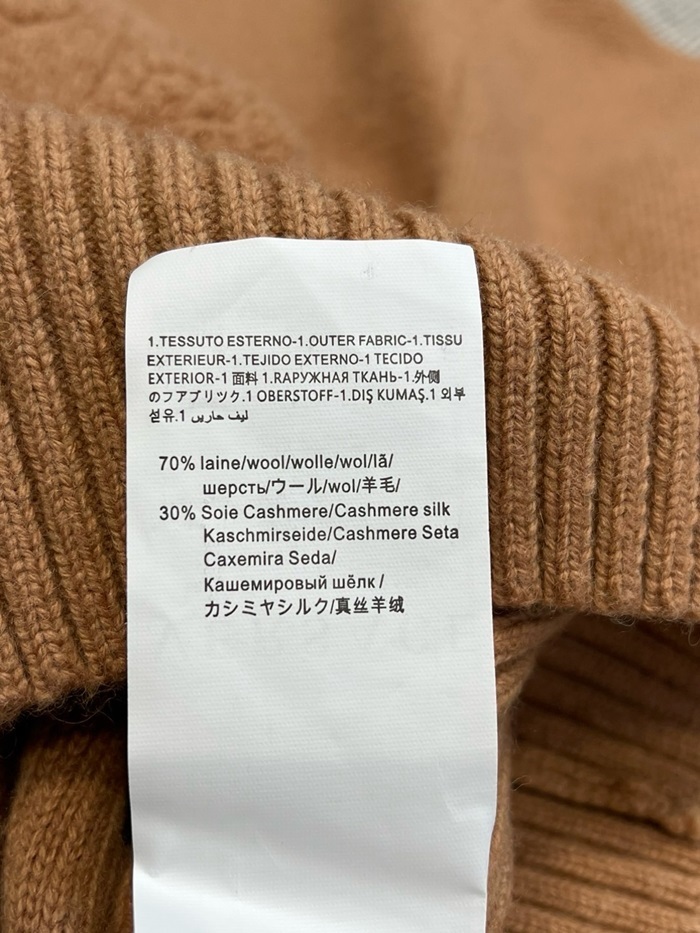 1.TESSUTO ESTERNO-1.OUTER FABRIC-1.TISSU
EXTERIEUR-1.TEJIDO EXTERNO-1 TECIDO
EXTERIOR-1 面料 1.RAPУЖНАЯ ТКАНЬ-1.外側
のファブリック.1 OBERSTOFF-1.DIŞ KUMAŞ.1 외부
섬유.1 ليف حاريں
70% laine/wool/wolle/wol/lã/
шерсть/ウール/wol/羊毛/
30% Soie Cashmere/Cashmere silk
Kaschmirseide/Cashmere Seta
Caxemira Seda/
Кашемировый шёлк /
カシミヤシルク/真丝羊绒